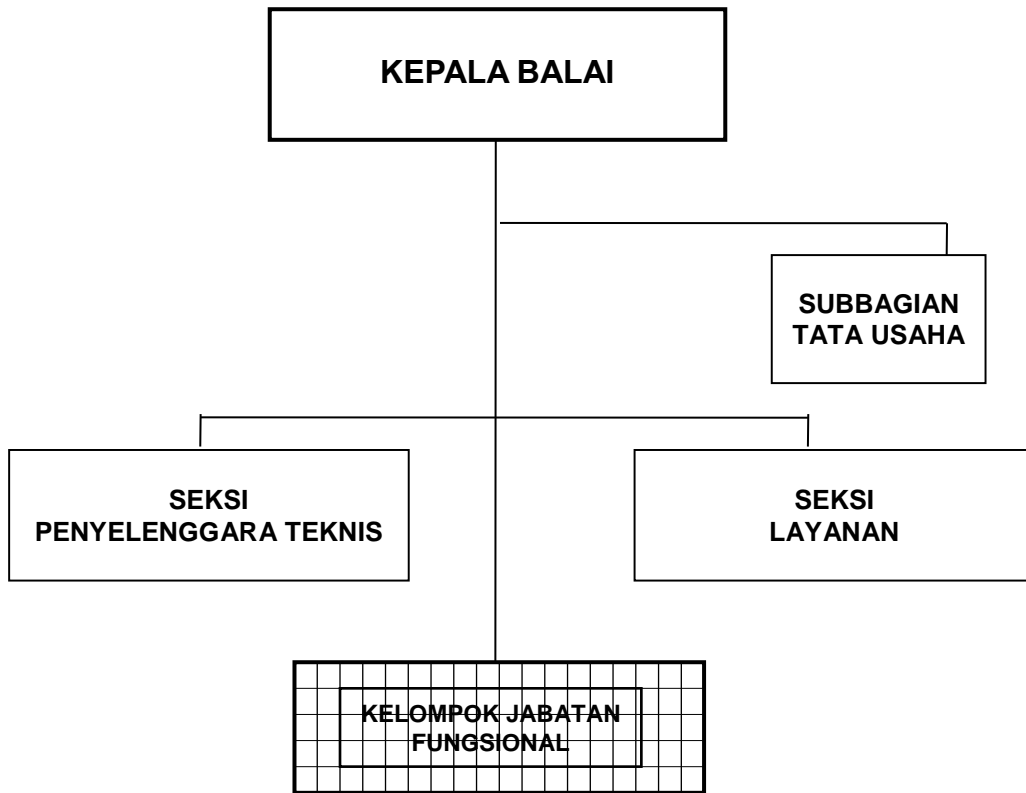 KEPALA BALAI
SUBBAGIAN
TATA USAHA
SEKSI
PENYELENGGARA TEKNIS
SEKSI
LAYANAN
KELOMPOK JABATAN
FUNGSIONAL